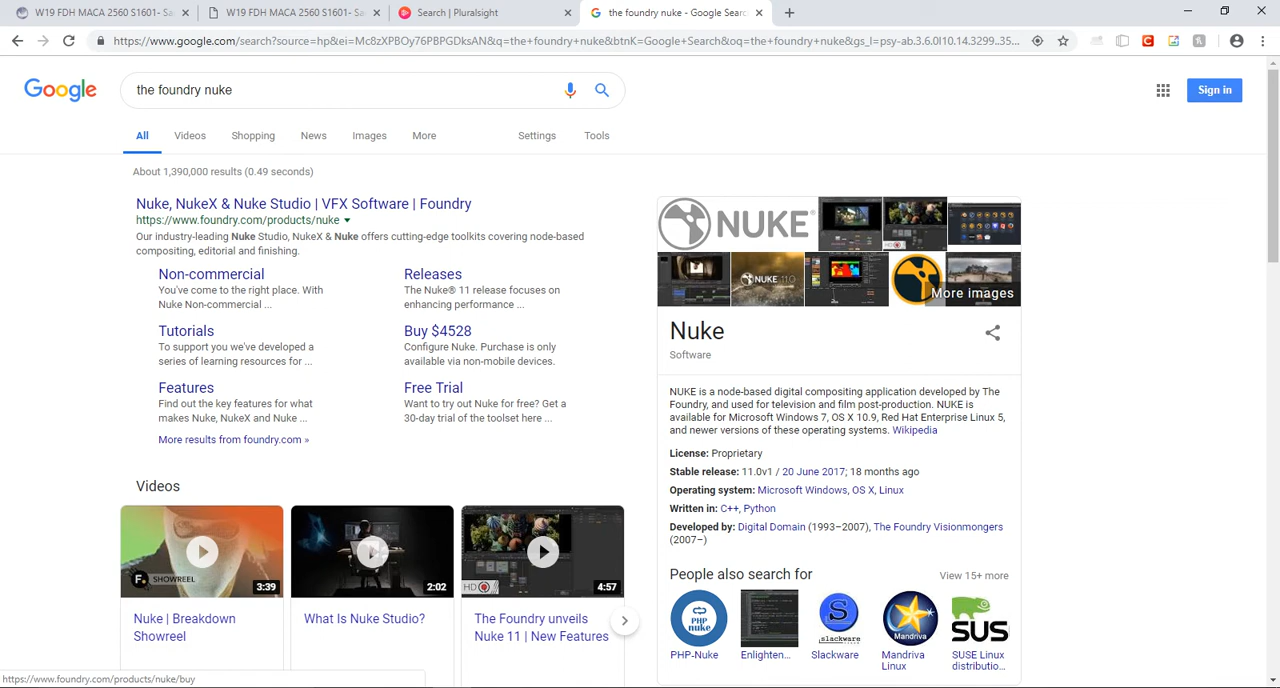 W19 FDH MACA 2560 S1601- Sa
W19 FDH MACA 2560 S1601- S
Search | Pluralsight
the foundry nuke - Google Searc
https://www.google.com/search?source=hp&ei=Mc8zXPBOy76PBPGDksAN&q=the+foundry+nuke&btnK=Google+Search&oq=the+foundry+nuke&gs_l=psy-ab.3.6.0l10.14.3299..35...
Google
the foundry nuke
Sign in
All
Videos
Shopping
News
Images
More
Settings
Tools
About 1,390,000 results (0.49 seconds)
Nuke, NukeX & Nuke Studio | VFX Software | Foundry
https://www.foundry.com/products/nuke
Our industry-leading Nuke Studio, NukeX & Nuke offers cutting-edge toolkits covering node-based
compositing, editorial and finishing.
Non-commercial
You've come to the right place. With
Nuke Non-commercial ...
Releases
The Nuke® 11 release focuses on
enhancing performance ...
Tutorials
To support you we've developed a
series of learning resources for ...
Buy $4528
Configure Nuke. Purchase is only
available via non-mobile devices.
Features
Find out the key features for what
makes Nuke, NukeX and Nuke ...
Free Trial
Want to try out Nuke for free? Get a
30-day trial of the toolset here ...
More results from foundry.com »
Videos
SHOWREEL
3:39
2:02
HD
4:57
Nuke | Breakdown
Showreel
What Is Nuke Studio?
The Foundry unveils
Nuke 11 | New Features
https://www.foundry.com/products/nuke/buy
NUKE®
HD
NUKE 11.0
More images
Nuke
Software
NUKE is a node-based digital compositing application developed by The
Foundry, and used for television and film post-production. NUKE is
available for Microsoft Windows 7, OS X 10.9, Red Hat Enterprise Linux 5,
and newer versions of these operating systems. Wikipedia
License: Proprietary
Stable release: 11.0v1 / 20 June 2017; 18 months ago
Operating system: Microsoft Windows, OS X, Linux
Written in: C++, Python
Developed by: Digital Domain (1993–2007), The Foundry Visionmongers
(2007–)
People also search for
View 15+ more
PHP
nuke
slackware
Mandriva
SUS
PHP-Nuke
Enlighten...
Slackware
Mandriva
Linux
SUSE Linux
distributio...